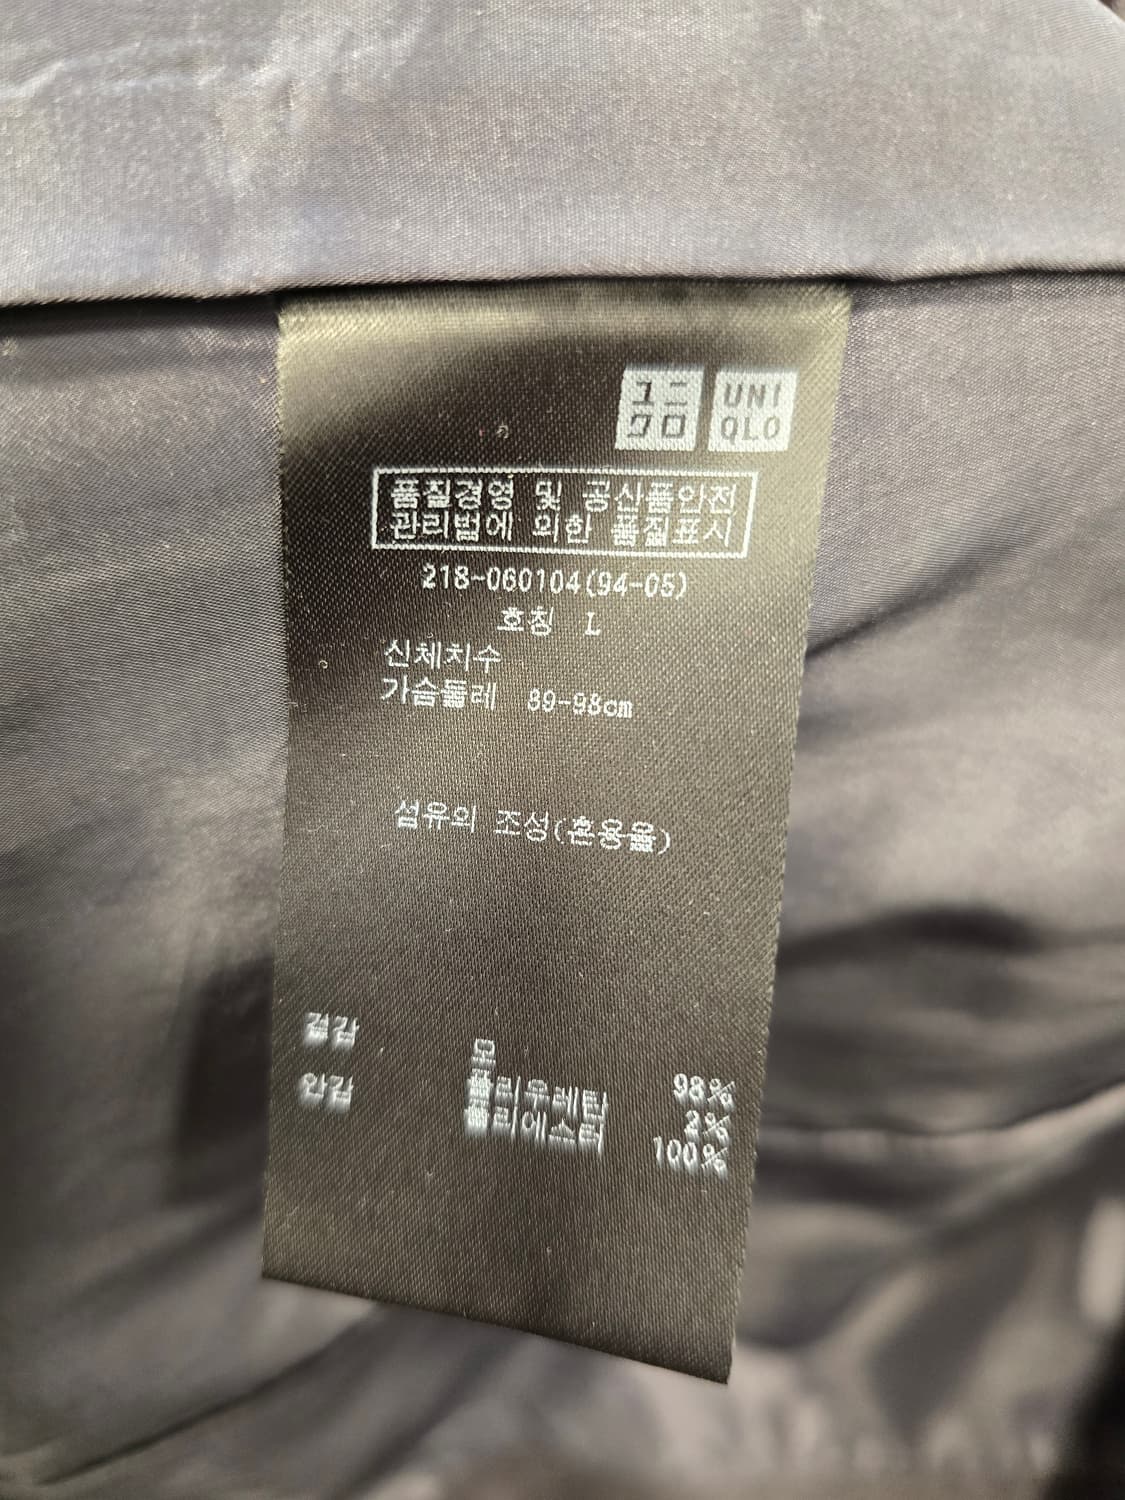 ユニ
クロ
UNI
QLO
품질경영 및 공산품안전
관리법에 의한 품질표시
218-060104(94-05)
호칭 L
신체치수
가슴둘레 89-98cm
섬유의 조성(혼용율)
겉감 모 98%
폴리우레탄 2%
안감 폴리에스터 100%